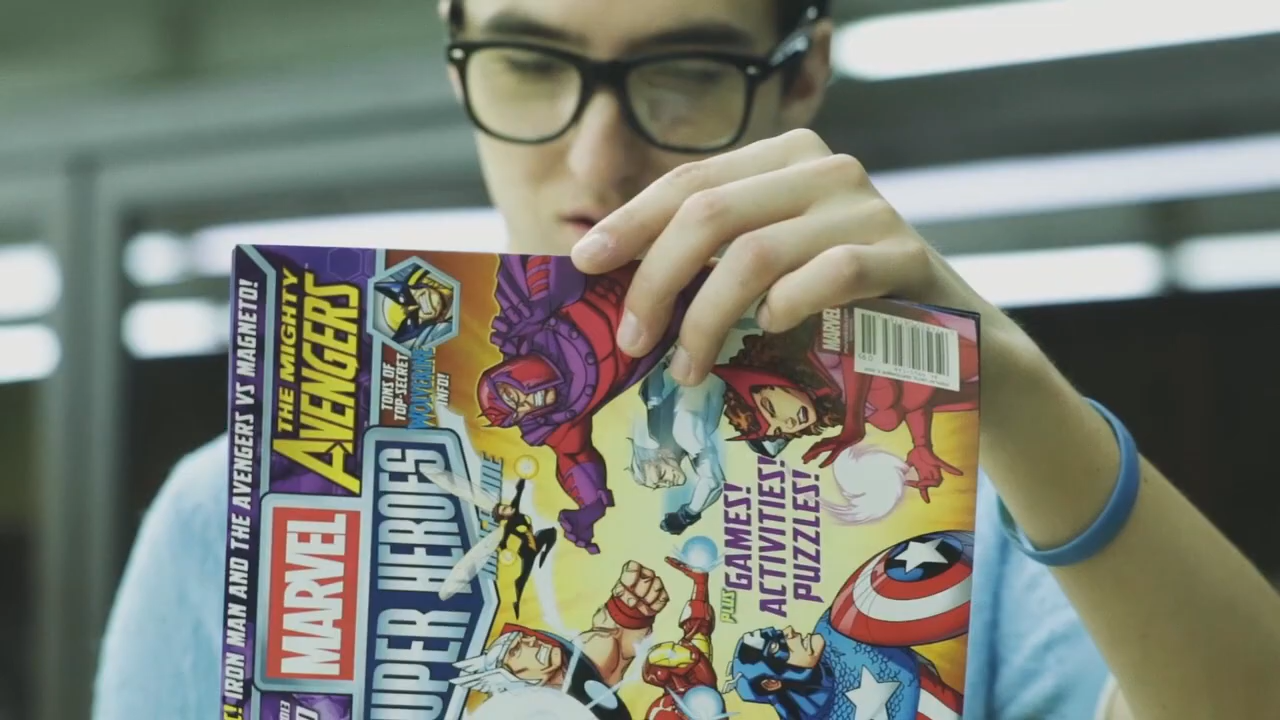 IRON MAN AND THE AVENGERS VS MAGNETO!
THE MIGHTY
AVENGERS
TONS OF
TOP-SECRET
WOLVERINE
INFO!
MARVEL
SUPER HEROES
PLUS
GAMES!
ACTIVITIES!
PUZZLES!
MARVEL